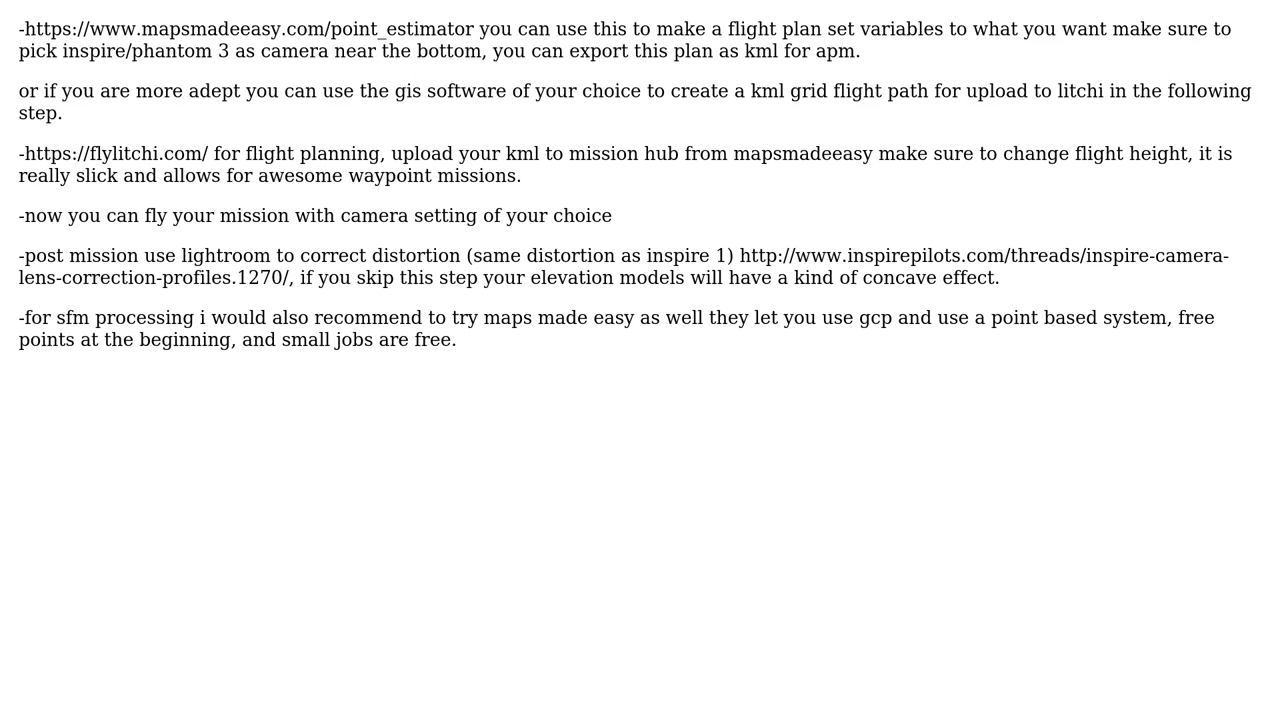 -https://www.mapsmadeeasy.com/point_estimator you can use this to make a flight plan set variables to what you want make sure to
pick inspire/phantom 3 as camera near the bottom, you can export this plan as kml for apm.
or if you are more adept you can use the gis software of your choice to create a kml grid flight path for upload to litchi in the following
step.
-https://flylitchi.com/ for flight planning, upload your kml to mission hub from mapsmadeeasy make sure to change flight height, it is
really slick and allows for awesome waypoint missions.
-now you can fly your mission with camera setting of your choice
-post mission use lightroom to correct distortion (same distortion as inspire 1) http://www.inspirepilots.com/threads/inspire-camera-
lens-correction-profiles.1270/, if you skip this step your elevation models will have a kind of concave effect.
-for sfm processing i would also recommend to try maps made easy as well they let you use gcp and use a point based system, free
points at the beginning, and small jobs are free.